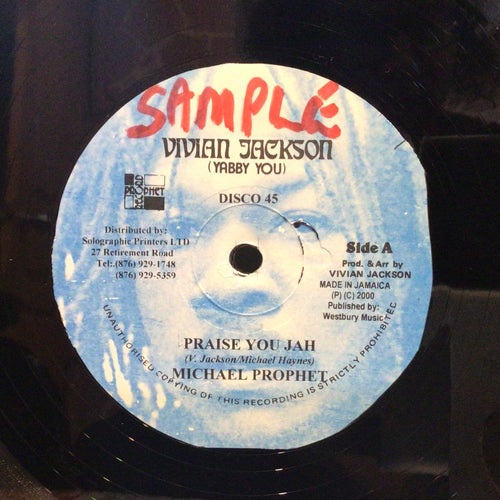 SAMPLE
VIVIAN JACKSON
(YABBY YOU)
PROPHET
RECORD
DISCO 45
Distributed by:
Solographic Printers LTD
27 Retirement Road
Tel:.(876) 929-1748
(876) 929-5359
Side A
Prod. & Arr by
VIVIAN JACKSON
MADE IN JAMAICA
(P) (C) 2000
Published by:
Westbury Music
PRAISE YOU JAH
(V. Jackson/Michael Haynes)
MICHAEL PROPHET
UNAUTHORISED COPYING OF THIS RECORDING IS STRICTLY PROHIBITED